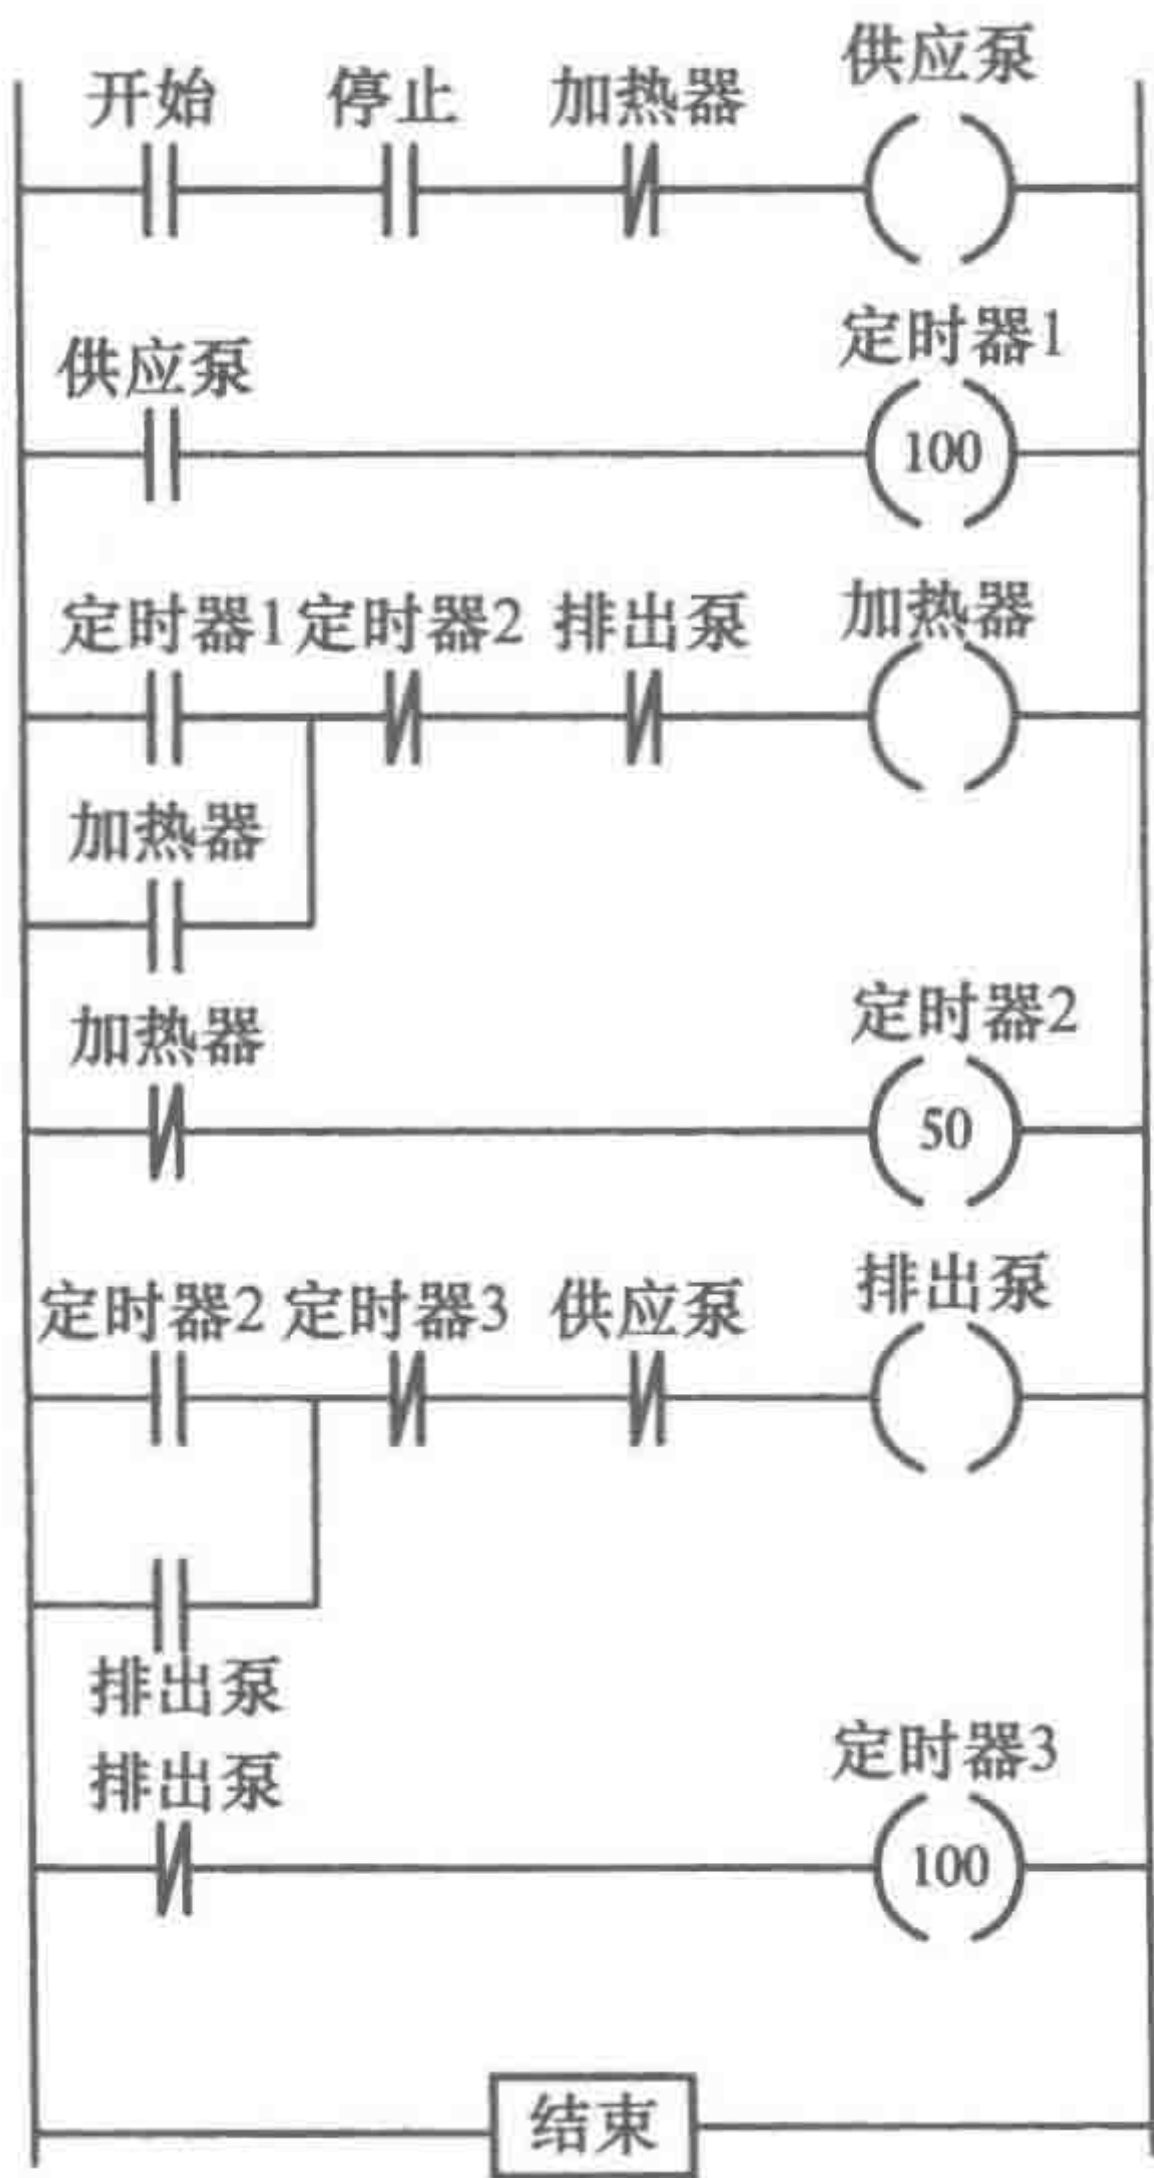 开始 停止 加热器 供应泵
供应泵 定时器1
100
定时器1 定时器2 排出泵 加热器
加热器
加热器 定时器2
50
定时器2 定时器3 供应泵 排出泵
排出泵
排出泵 定时器3
100
结束